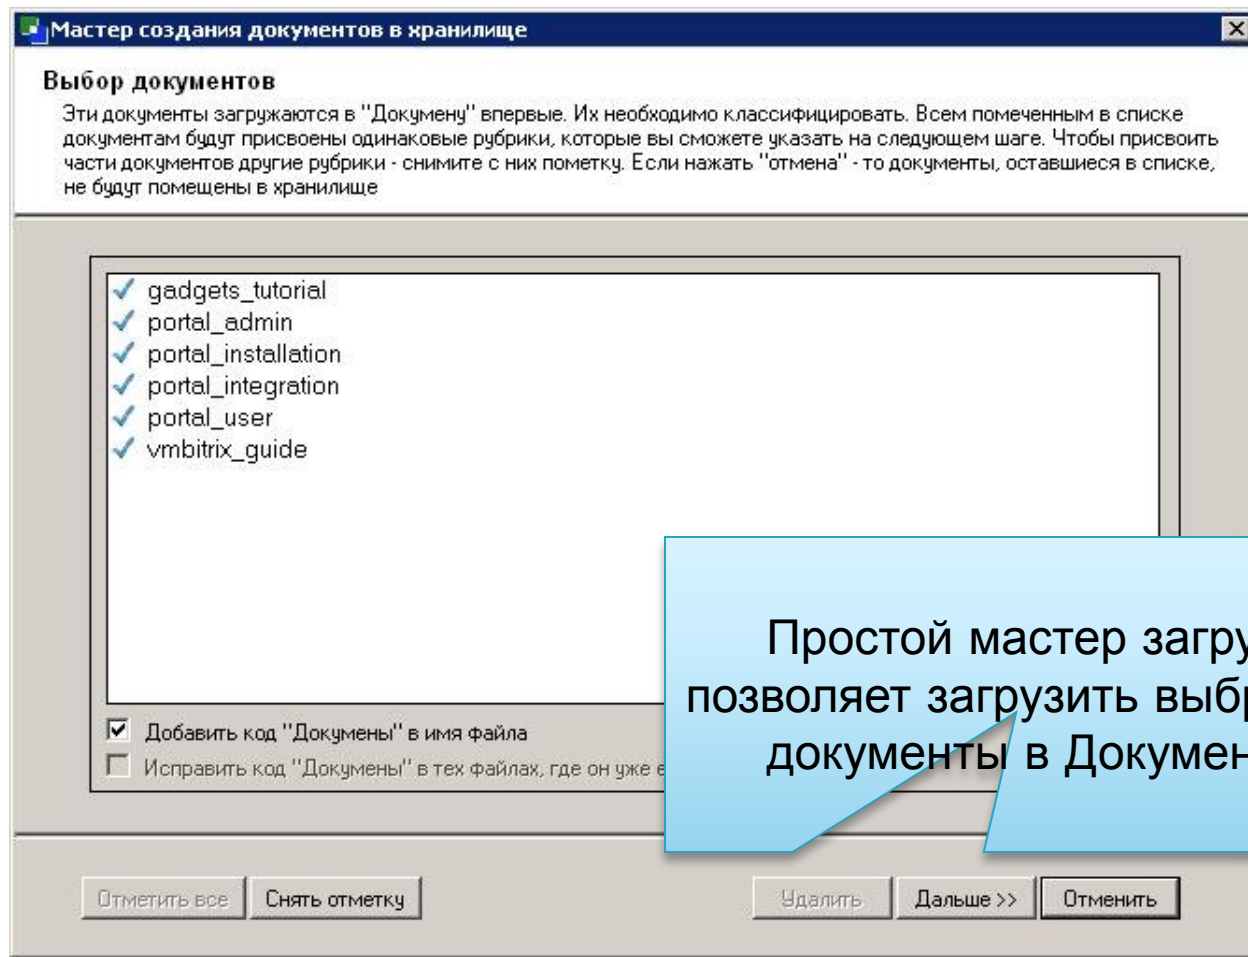 Мастер создания документов в хранилище
Выбор документов
Эти документы загружаются в "Докумену" впервые. Их необходимо классифицировать. Всем помеченным в списке
документам будут присвоены одинаковые рубрики, которые вы сможете указать на следующем шаге. Чтобы присвоить
части документов другие рубрики - снимите с них пометку. Если нажать "отмена" - то документы, оставшиеся в списке,
не будут помещены в хранилище
gadgets_tutorial
portal_admin
portal_installation
portal_integration
portal_user
vmbitrix_guide
Простой мастер
позволяет загрузить
документы в
Добавить код "Докумены" в имя файла
Исправить код "Докумены" в тех файлах, где он уже
Отметить все Снять отметку Удалить Дальше >> Отменить